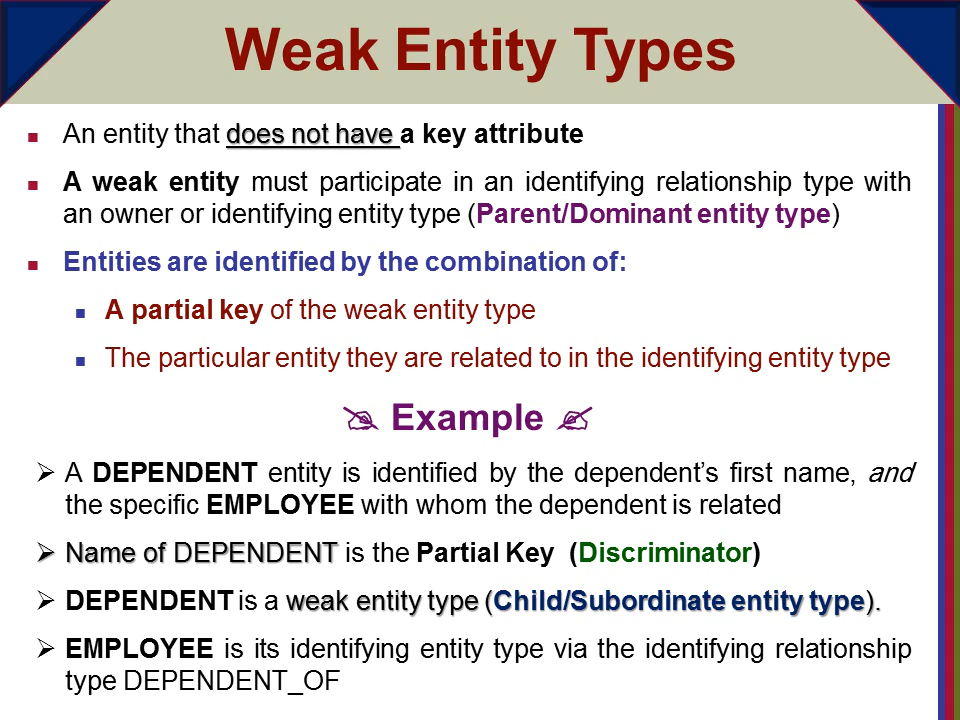 Weak Entity Types
An entity that does not have a key attribute
A weak entity must participate in an identifying relationship type with
an owner or identifying entity type (Parent/Dominant entity type)
Entities are identified by the combination of:
A partial key of the weak entity type
The particular entity they are related to in the identifying entity type
Example
A DEPENDENT entity is identified by the dependent’s first name, and
the specific EMPLOYEE with whom the dependent is related
Name of DEPENDENT is the Partial Key (Discriminator)
DEPENDENT is a weak entity type (Child/Subordinate entity type).
EMPLOYEE is its identifying entity type via the identifying relationship
type DEPENDENT_OF